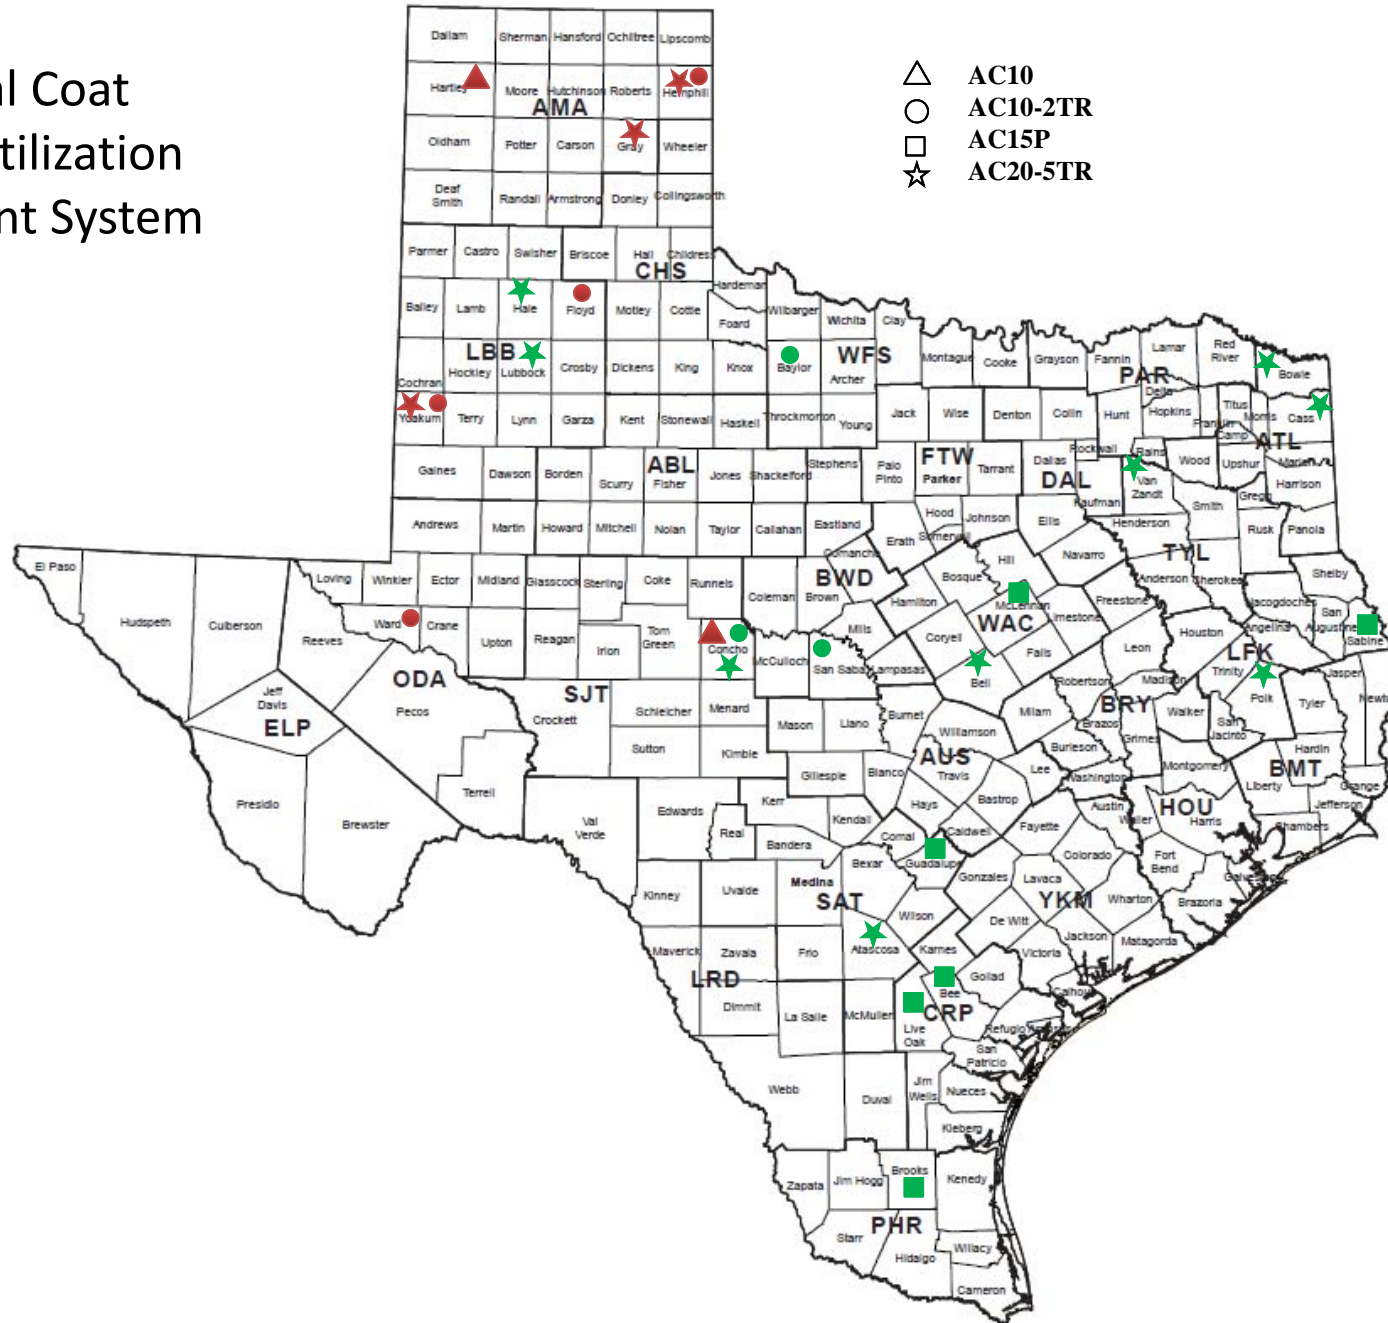 al Coat
tilization
nt System
AC10
AC10-2TR
AC15P
AC20-5TR
Dallam Sherman Hansford Ochiltree Lipscomb
Hartley Moore Hutchinson Roberts Hemphill
AMA
Oldham Potter Carson Gray Wheeler
Deaf Smith Randall Armstrong Donley Collingsworth
Parmer Castro Swisher Briscoe Hall Childress
CHS
Hardeman
Bailey Lamb Hale Floyd Motley Cottle Foard Wilbarger Wichita Clay
LBB WFS
Cochran Hockley Lubbock Crosby Dickens King Knox Baylor Archer Montague Cooke Grayson Fannin Lamar Red River Bowie
PAR
Delta
Yoakum Terry Lynn Garza Kent Stonewall Haskell Throckmorton Young Jack Wise Denton Collin Hunt Hopkins Franklin Titus Camp Morris Cass
ATL
Gaines Dawson Borden Scurry Fisher Jones Shackelford Stephens Palo Pinto Parker Tarrant Dallas Rockwall Rains Wood Upshur Marion
ABL FTW DAL
Kaufman Van Zandt Smith Gregg Harrison
Andrews Martin Howard Mitchell Nolan Taylor Callahan Eastland Erath Hood Somervell Johnson Ellis Henderson Rusk Panola
TYL
El Paso Hudspeth Culberson Reeves Loving Winkler Ector Midland Glasscock Sterling Coke Runnels Coleman Brown Comanche
BWD
Bosque Hill Navarro Anderson Cherokee Shelby
Hamilton McLennan Limestone Freestone Nacogdoches San Augustine Sabine
WAC
Ward Crane Upton Reagan Irion Tom Green Concho McCulloch San Saba Mills Lampasas Coryell Bell Falls Leon Houston Angelina
LFK
Trinity Polk Jasper Newt
ODA SJT
Jeff Davis Pecos Crockett Schleicher Menard Mason Llano Burnet Williamson Milam Robertson Madison Brazos Walker San Jacinto Tyler
ELP BRY
Grimes Hardin
Sutton Kimble Gillespie Blanco Travis Lee Burleson Washington Montgomery Liberty Orange
AUS BMT
Presidio Brewster Terrell Val Verde Edwards Real Kerr Kendall Hays Bastrop Austin Waller Harris Jefferson
HOU
Chambers
Bandera Comal Caldwell Fayette Colorado Fort Bend Galveston
Bexar Guadalupe Gonzales Lavaca Wharton Brazoria
Kinney Uvalde Medina Wilson De Witt Jackson Matagorda
SAT YKM
Maverick Zavala Frio Atascosa Karnes Victoria
LRD
Goliad Calhoun
Dimmit La Salle McMullen Live Oak Bee Refugio Aransas
CRP
San Patricio
Webb Duval Jim Wells Nueces
Kleberg
Zapata Jim Hogg Brooks Kenedy
PHR
Starr Hidalgo Willacy
Cameron